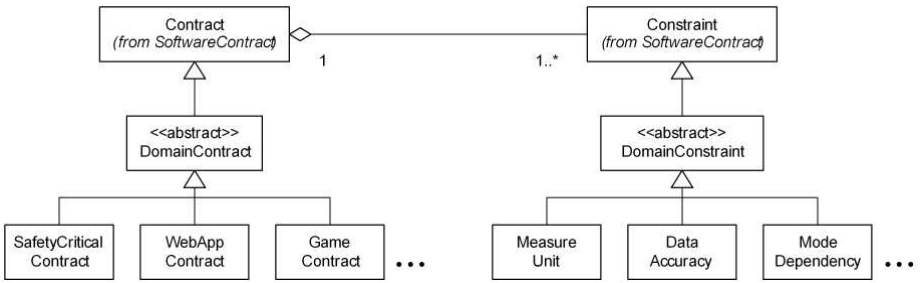 Contract
(from SoftwareContract)
Constraint
(from SoftwareContract)
1
1..*
<<abstract>>
DomainContract
<<abstract>>
DomainConstraint
SafetyCritical
Contract
WebApp
Contract
Game
Contract
...
Measure
Unit
Data
Accuracy
Mode
Dependency
...